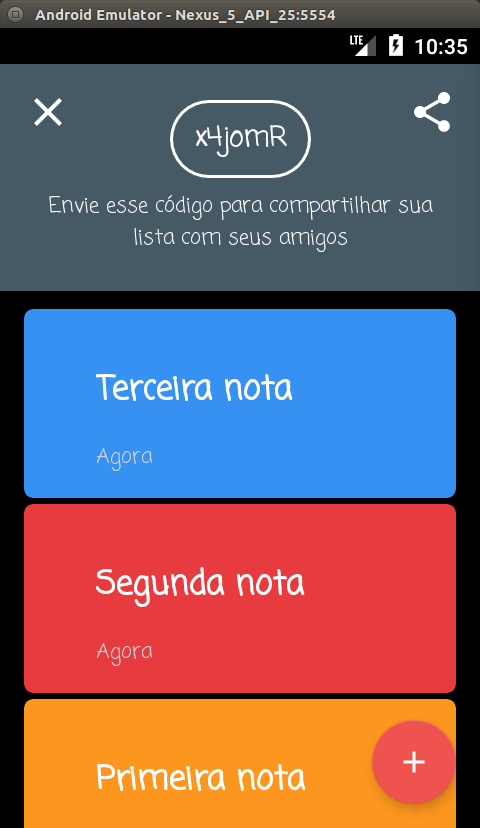 Android Emulator - Nexus_5_API_25:5554
LTE 10:35
x4jomR
Envie esse código para compartilhar sua
lista com seus amigos
Terceira nota
Agora
Segunda nota
Agora
Primeira nota